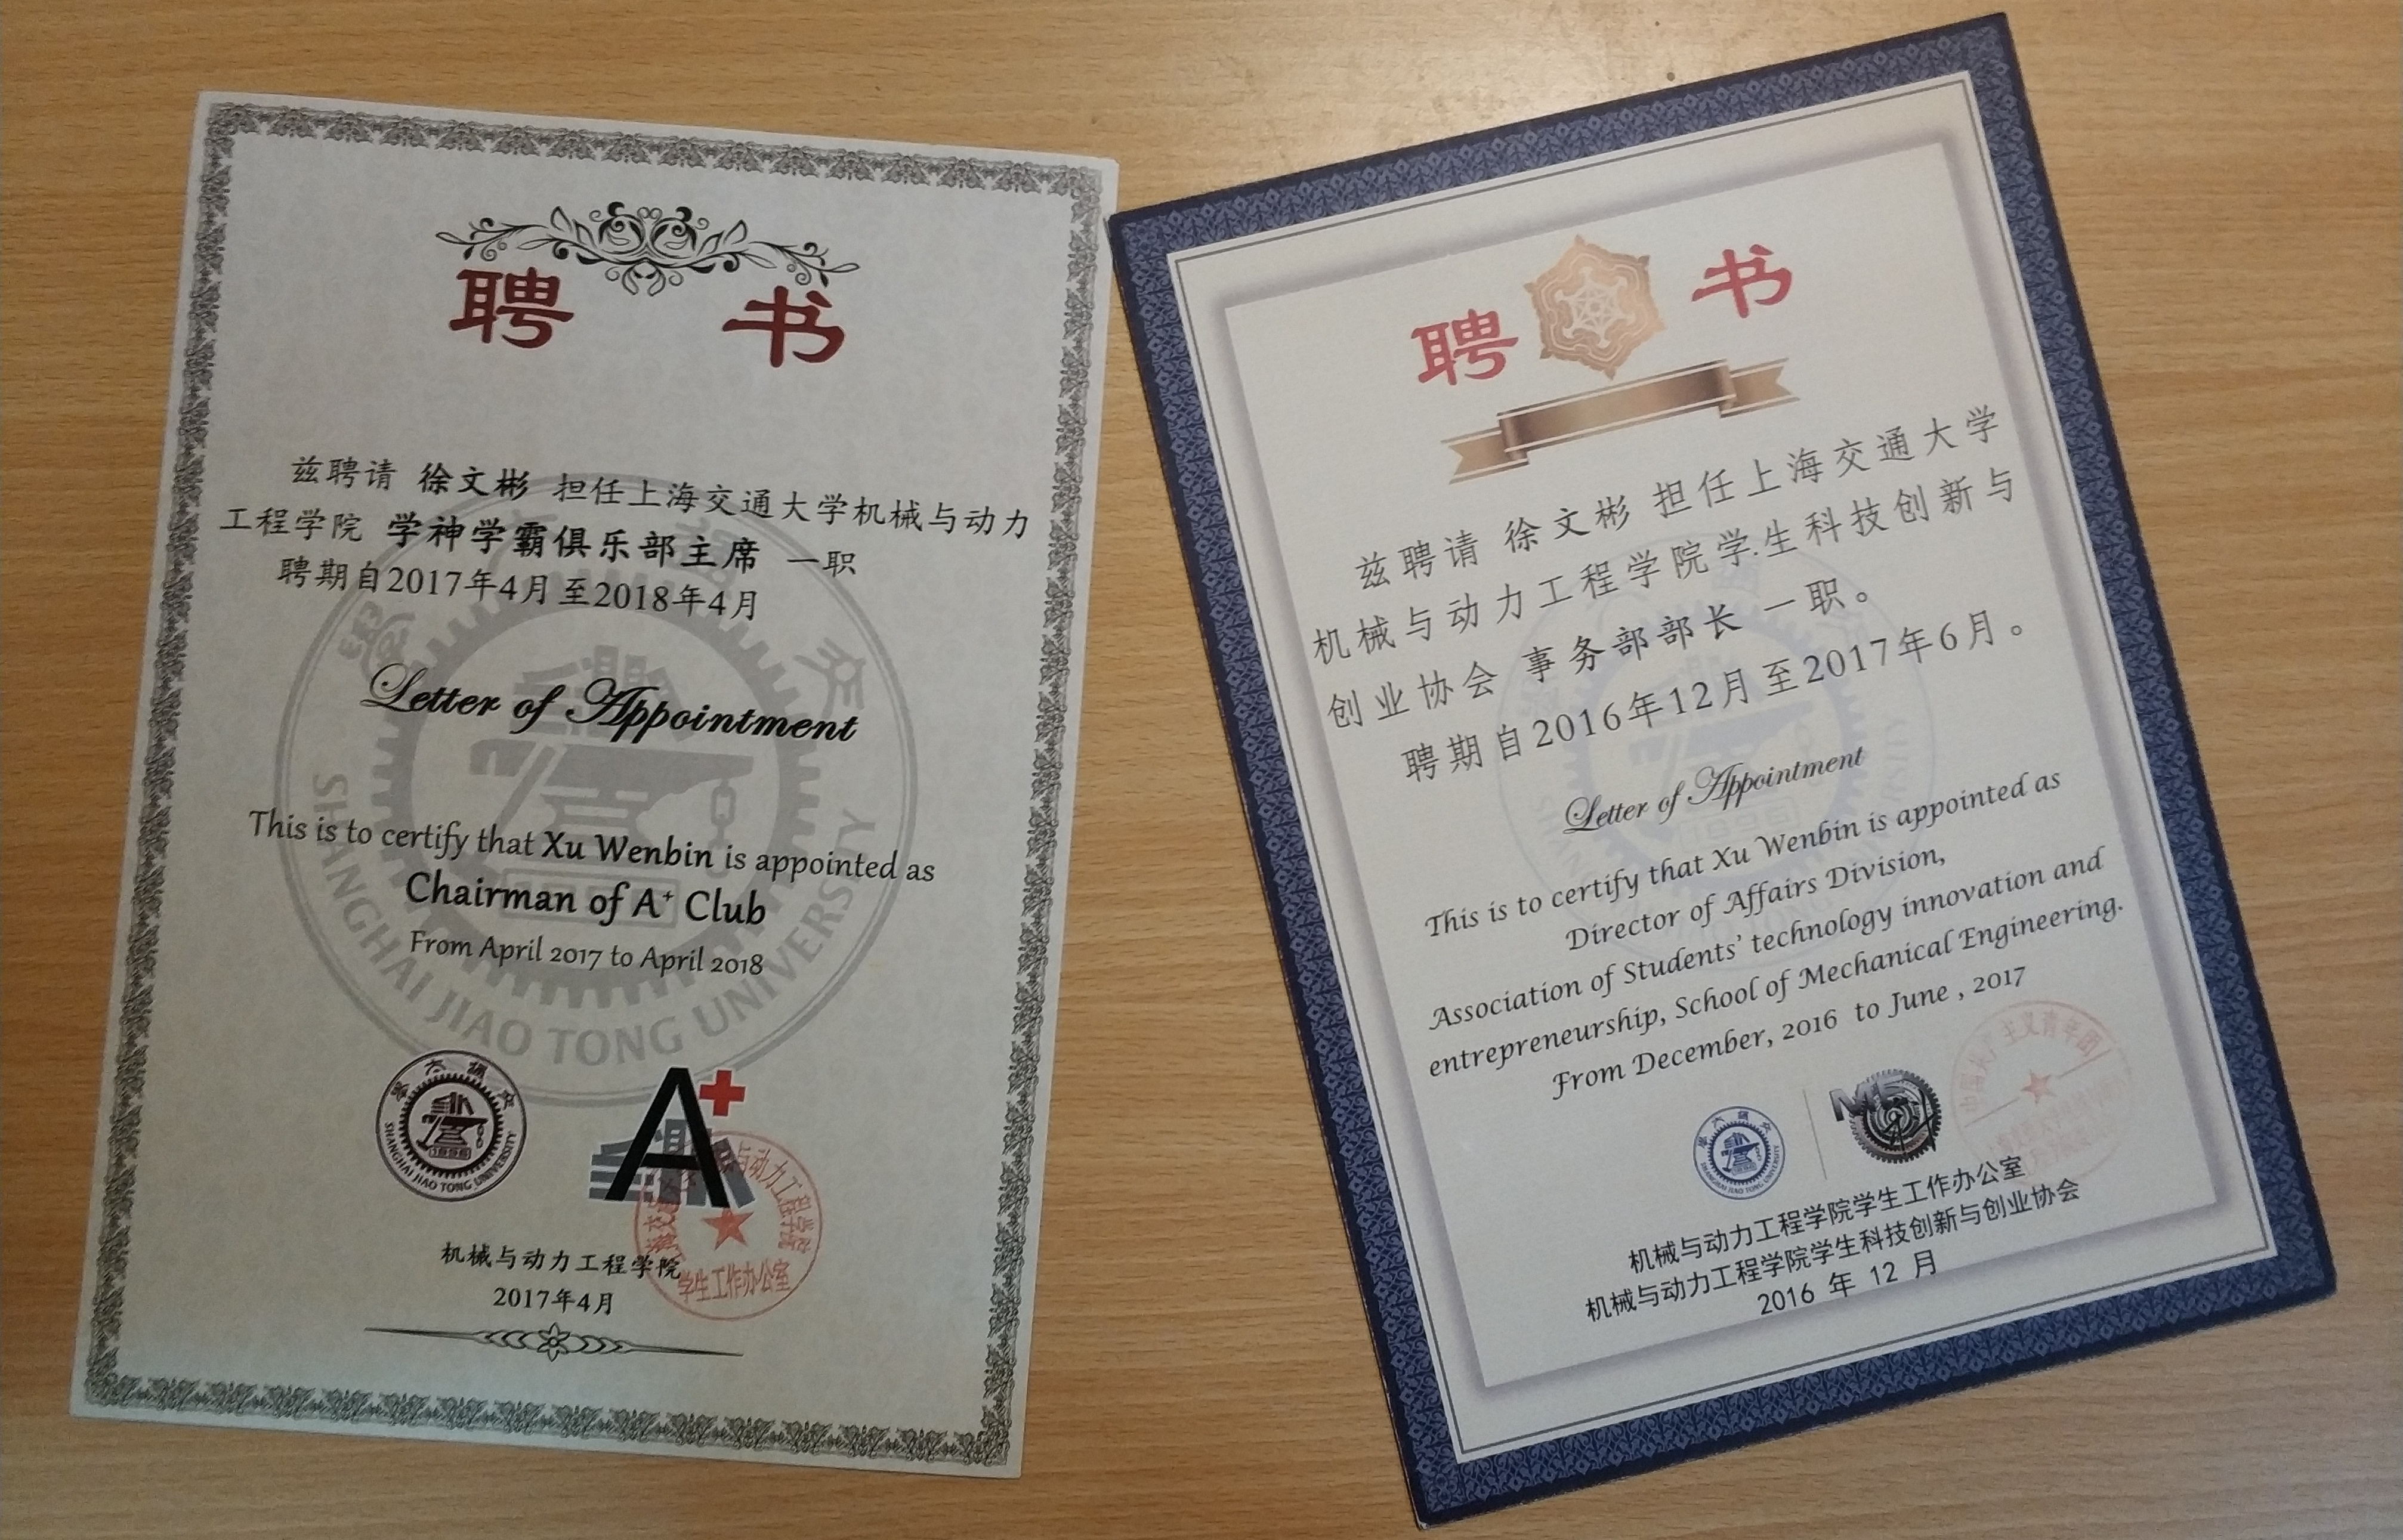 聘 书
兹聘请 徐文彬 担任上海交通大学机械与动力
工程学院 学神学霸俱乐部主席 一职
聘期自2017年4月至2018年4月
Letter of Appointment
This is to certify that Xu Wenbin is appointed as
Chairman of A⁺ Club
From April 2017 to April 2018
SHANGHAI JIAO TONG UNIVERSITY
SHANGHAI JIAO TONG UNIVERSITY
1896
A+
机械与动力工程学院
学生工作办公室
2017年4月
聘 书
兹聘请 徐文彬 担任上海交通大学
机械与动力工程学院学生科技创新与
创业协会 事务部部长 一职。
聘期自2016年12月至2017年6月。
Letter of Appointment
This is to certify that Xu Wenbin is appointed as
Director of Affairs Division,
Association of Students' technology innovation and
entrepreneurship, School of Mechanical Engineering.
From December, 2016 to June , 2017
SHANGHAI JIAO TONG UNIVERSITY
机械与动力工程学院学生工作办公室
机械与动力工程学院学生科技创新与创业协会
2016 年 12 月